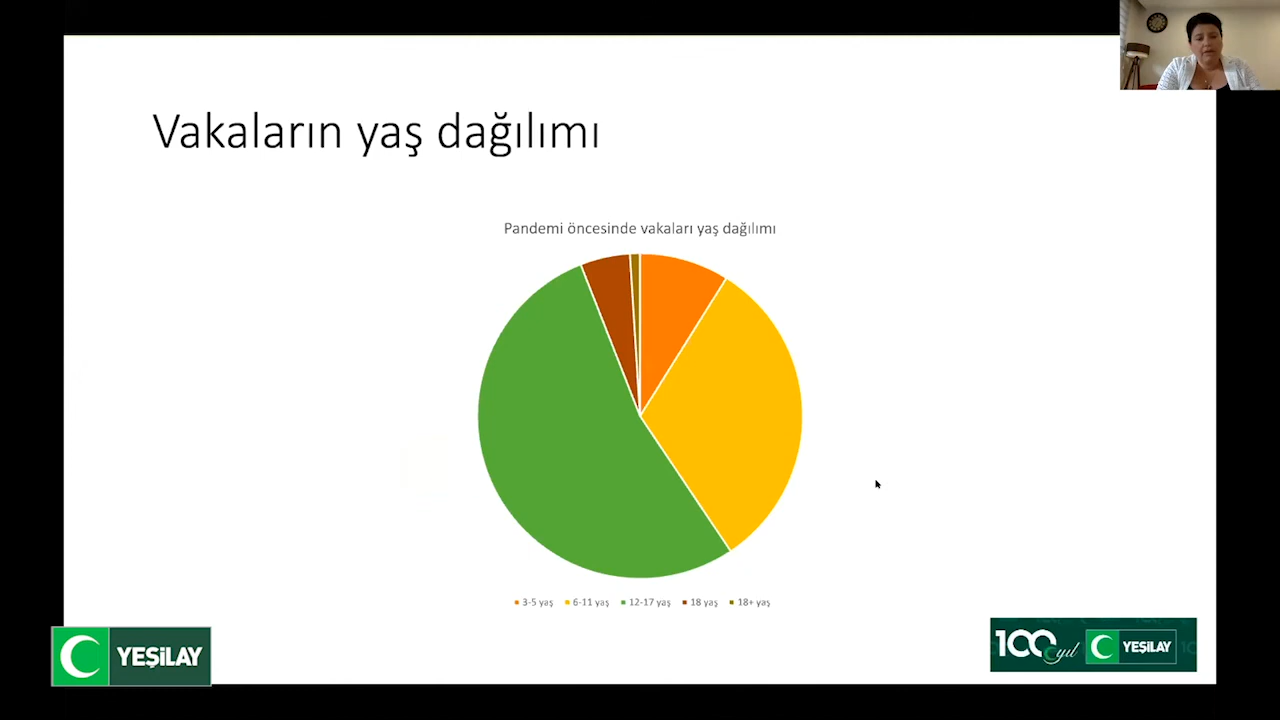 Vakaların yaş dağılımı
Pandemi öncesinde vakaları yaş dağılımı
3-5 yaş 6-11 yaş 12-17 yaş 18 yaş 18+ yaş
YEŞİLAY
100 yıl YEŞİLAY